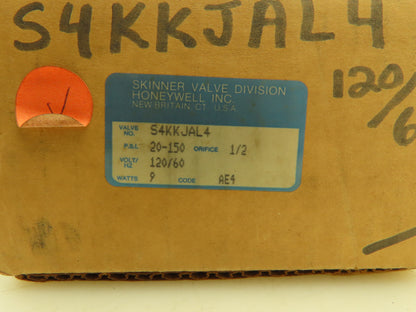 S4KKJAL4
120/
6
SKINNER VALVE DIVISION
HONEYWELL INC.
NEW BRITAIN, CT. U.S.A.
VALVE NO. S4KKJAL4
P.S.I. 20-150 ORIFICE 1/2
VOLT/HZ 120/60
WATTS 9 CODE AE4